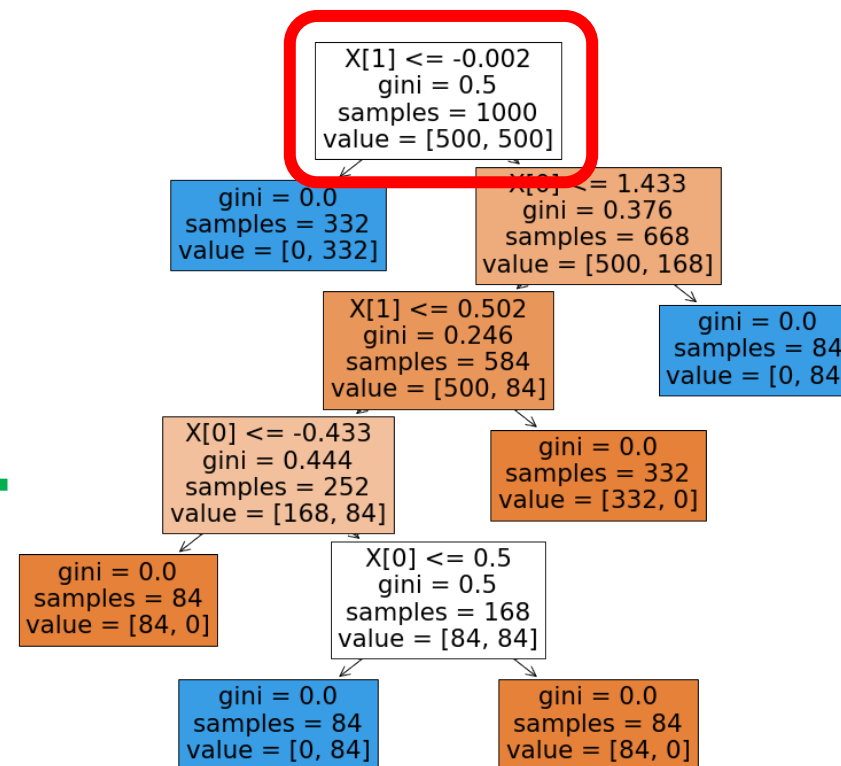 X[1] <= -0.002
gini = 0.5
samples = 1000
value = [500, 500]
gini = 0.0
samples = 332
value = [0, 332]
X[0] <= 1.433
gini = 0.376
samples = 668
value = [500, 168]
X[1] <= 0.502
gini = 0.246
samples = 584
value = [500, 84]
gini = 0.0
samples = 84
value = [0, 84
X[0] <= -0.433
gini = 0.444
samples = 252
value = [168, 84]
gini = 0.0
samples = 332
value = [332, 0]
gini = 0.0
samples = 84
value = [84, 0]
X[0] <= 0.5
gini = 0.5
samples = 168
value = [84, 84]
gini = 0.0
samples = 84
value = [0, 84]
gini = 0.0
samples = 84
value = [84, 0]